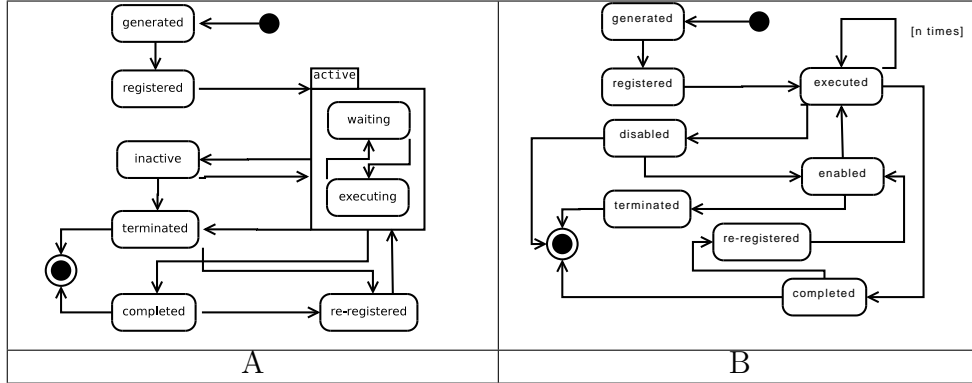 generated
registered
active
waiting
inactive
executing
terminated
completed
re-registered
A
generated
[n times]
registered
executed
disabled
enabled
terminated
re-registered
completed
B